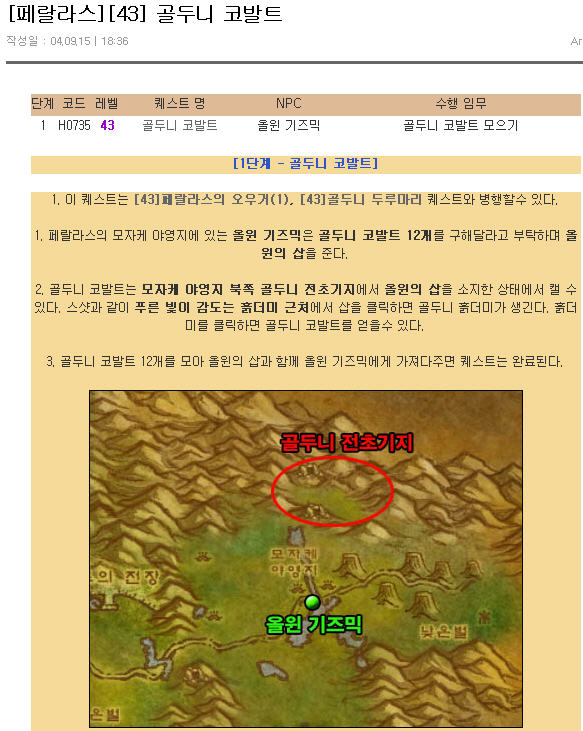 [페랄라스][43] 골두니 코발트
작성일 : 04.09.15 | 18:36
Ar
단계 코드 레벨 퀘스트 명 NPC 수행 임무
1 H0735 43 골두니 코발트 올윈 기즈믹 골두니 코발트 모으기
[1단계 - 골두니 코발트]
1. 이 퀘스트는 [43]페랄라스의 오우거(1), [43]골두니 두루마리 퀘스트와 병행할수 있다.
1. 페랄라스의 모자케 야영지에 있는 올윈 기즈믹은 골두니 코발트 12개를 구해달라고 부탁하며 올
윈의 삽을 준다.
2. 골두니 코발트는 모자케 야영지 북쪽 골두니 전초기지에서 올윈의 삽을 소지한 상태에서 캘 수
있다. 스샷과 같이 푸른 빛이 감도는 흙더미 근처에서 삽을 클릭하면 골두니 흙더미가 생긴다. 흙더
미를 클릭하면 골두니 코발트를 얻을수 있다.
3. 골두니 코발트 12개를 모아 올윈의 삽과 함께 올윈 기즈믹에게 가져다주면 퀘스트는 완료된다.
골두니 전초기지
모자케
야영지
의 전장
올윈 기즈믹
낮은벌
은벌